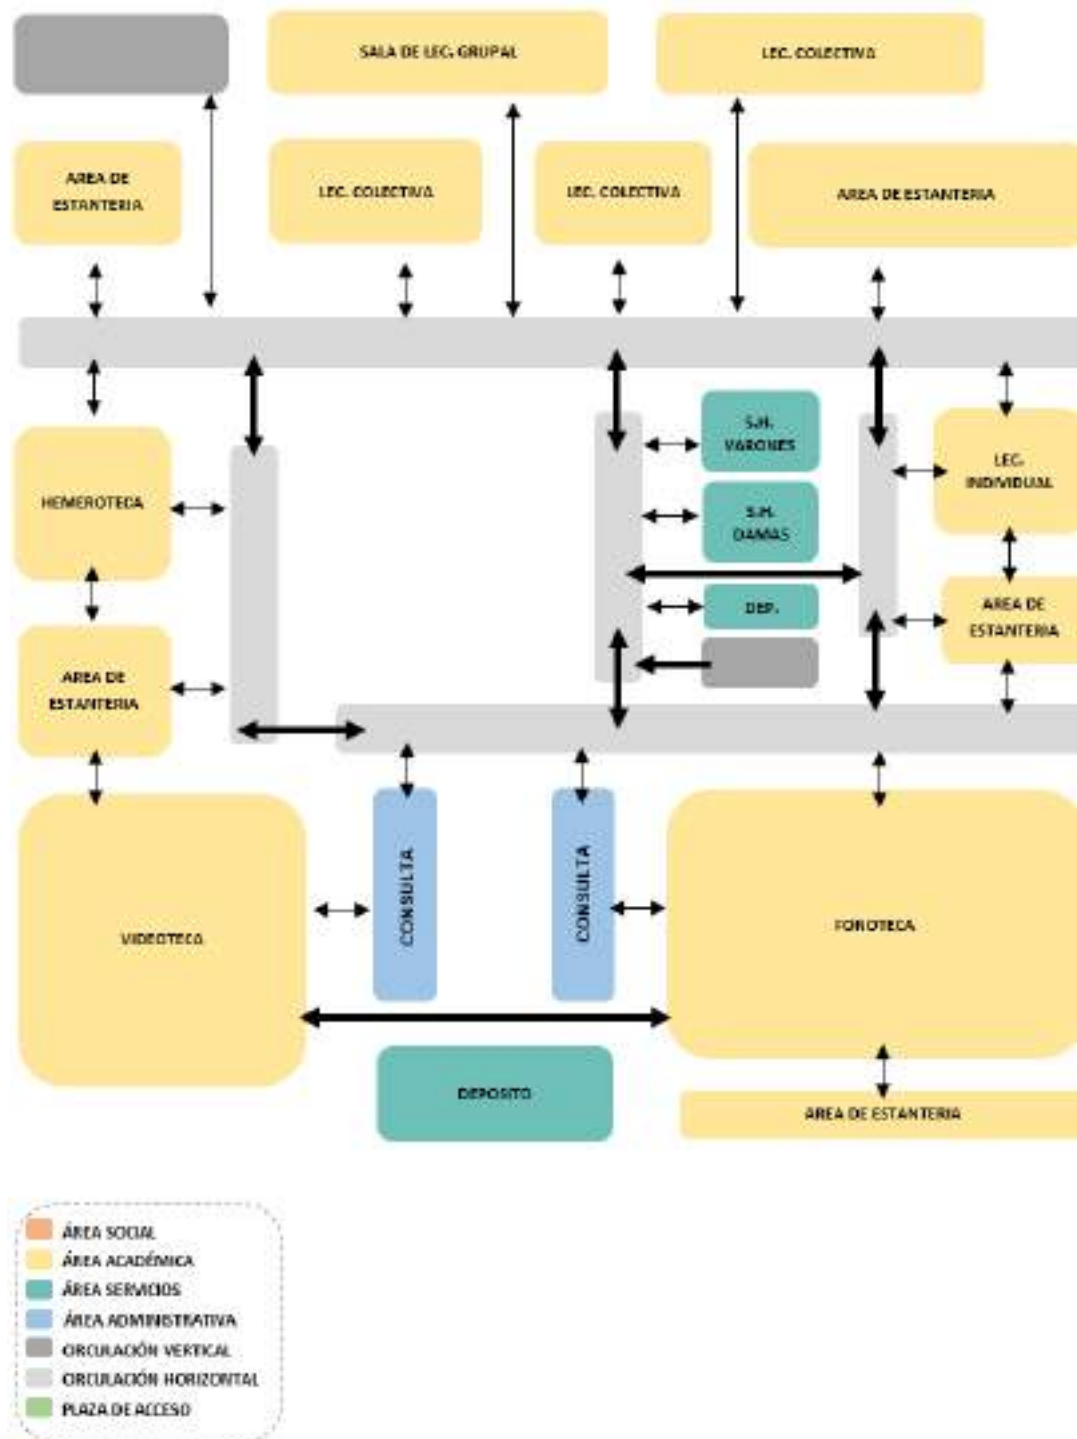 SALA DE LEC. GRUPAL
LEC. COLECTIVA
AREA DE
ESTANTERIA
LEC. COLECTIVA
LEC. COLECTIVA
AREA DE ESTANTERIA
S.H.
VARONES
HEMEROTECA
LEC.
INDIVIDUAL
S.H.
DAMAS
DEP.
AREA DE
ESTANTERIA
AREA DE
ESTANTERIA
CONSULTA
CONSULTA
VIDEOTECA
FONOTECA
DEPOSITO
AREA DE ESTANTERIA
ÁREA SOCIAL
ÁREA ACADÉMICA
ÁREA SERVICIOS
ÁREA ADMINISTRATIVA
CIRCULACIÓN VERTICAL
CIRCULACIÓN HORIZONTAL
PLAZA DE ACCESO